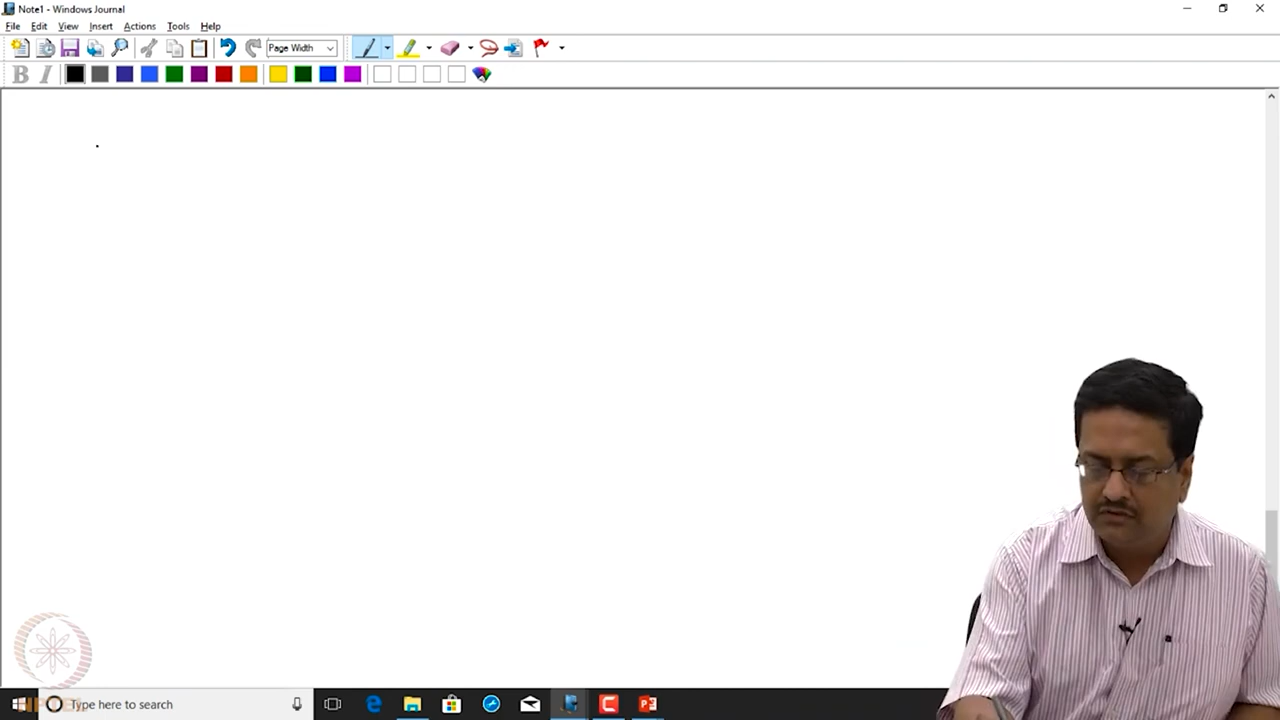 Note1 - Windows Journal
File Edit View Insert Actions Tools Help
Page Width
B I
Type here to search